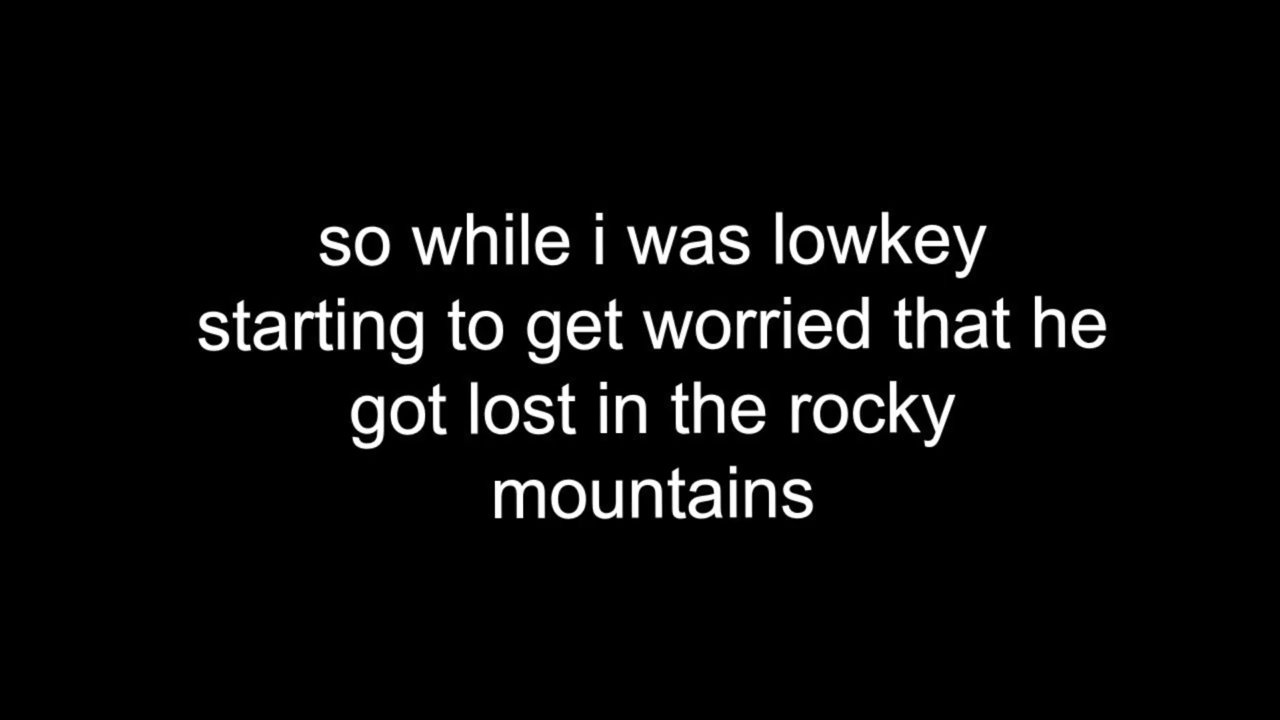 so while i was lowkey
starting to get worried that he
got lost in the rocky
mountains